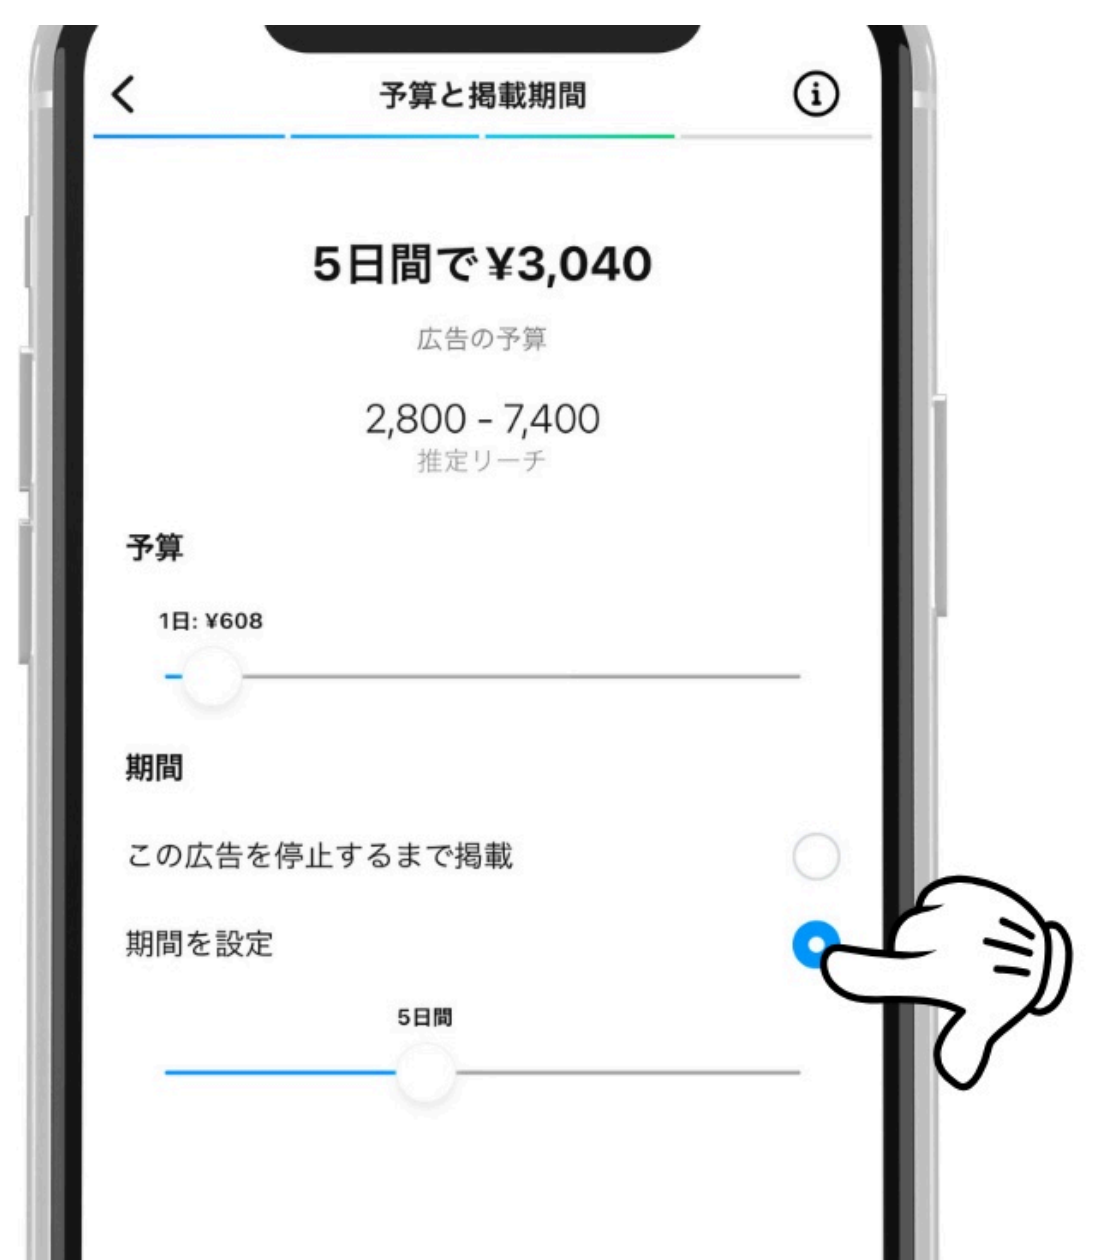 予算と掲載期間
5日間で¥3,040
広告の予算
2,800 - 7,400
推定リーチ
予算
1日: ¥608
期間
この広告を停止するまで掲載
期間を設定
5日間